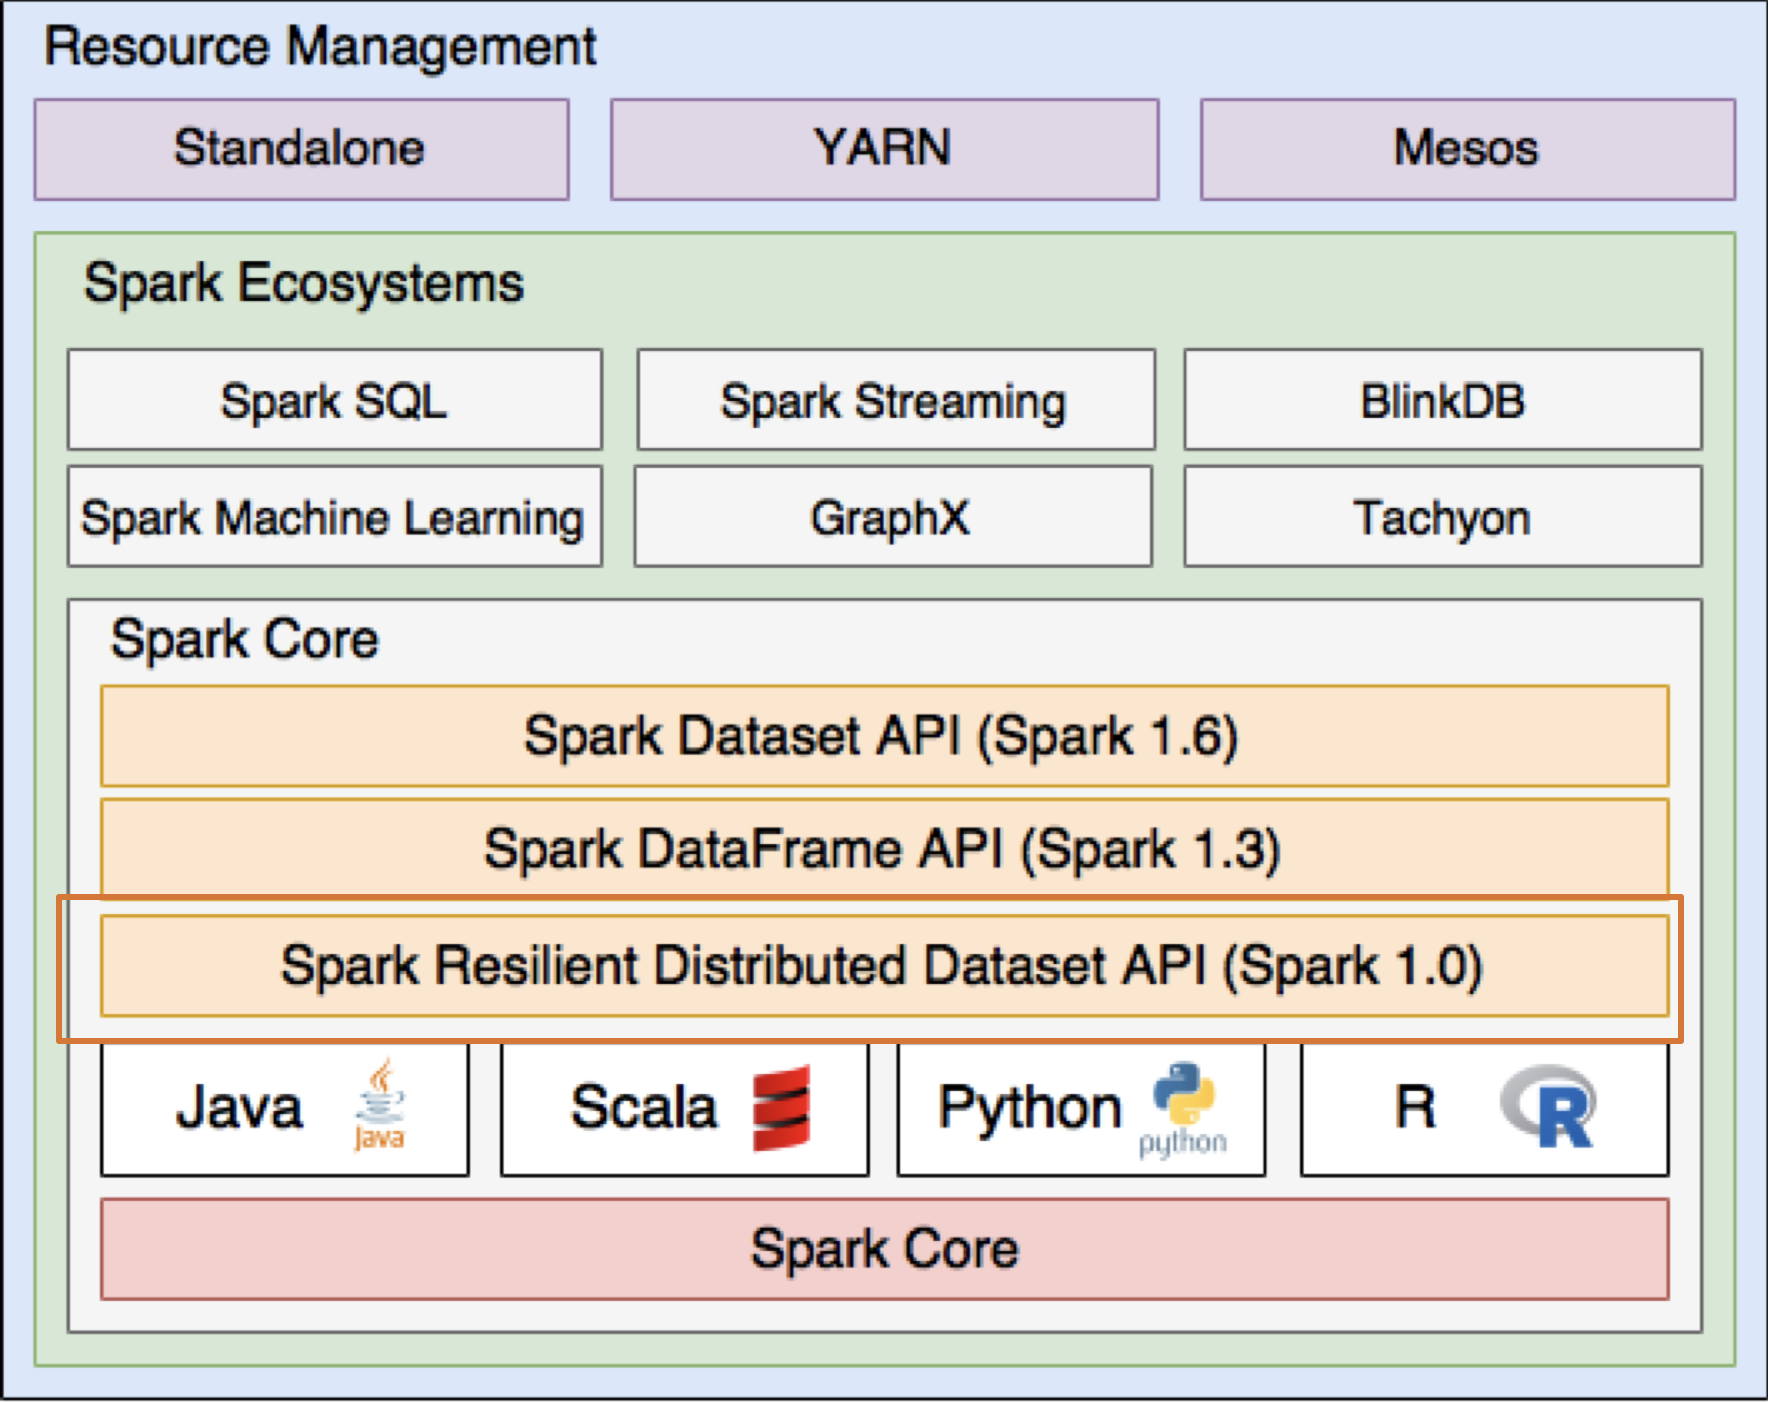 Resource Management
Standalone
YARN
Mesos
Spark Ecosystems
Spark SQL
Spark Streaming
BlinkDB
Spark Machine Learning
GraphX
Tachyon
Spark Core
Spark Dataset API (Spark 1.6)
Spark DataFrame API (Spark 1.3)
Spark Resilient Distributed Dataset API (Spark 1.0)
Java
Java
Scala
Python
python
R
R
Spark Core